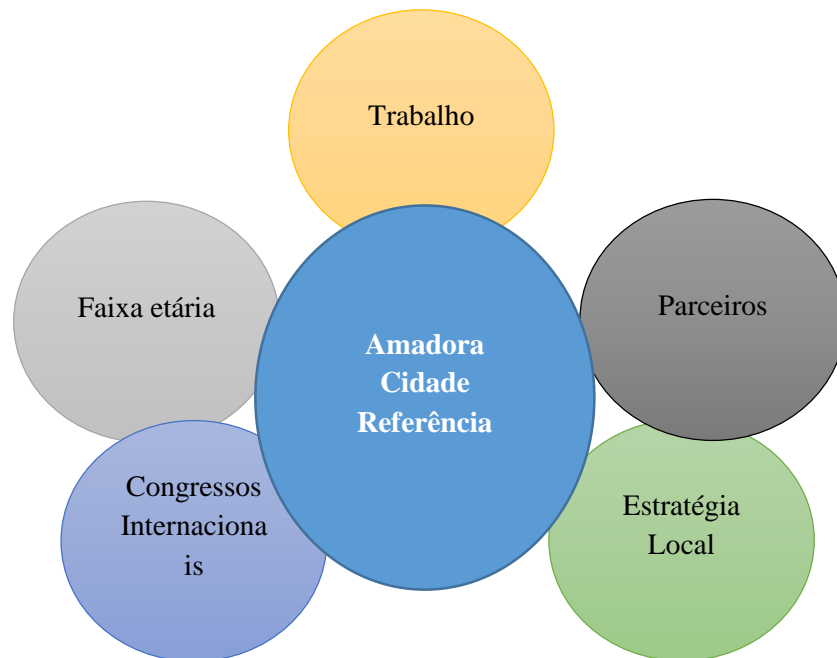 Trabalho
Faixa etária
Parceiros
Amadora
Cidade
Referência
Congressos
Internaciona
is
Estratégia
Local